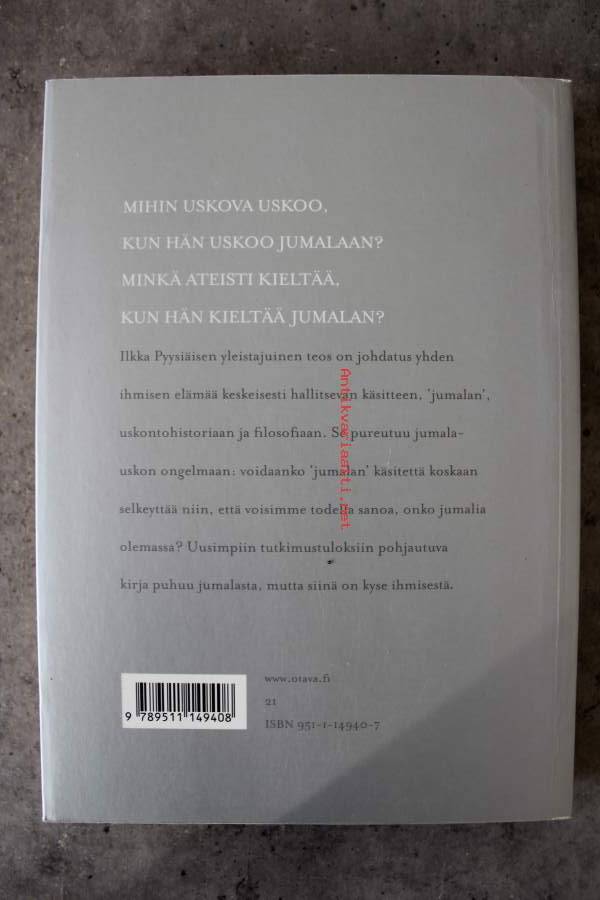 MIHIN USKOVA USKOO,
KUN HÄN USKOO JUMALAAN?
MINKÄ ATEISTI KIELTÄÄ,
KUN HÄN KIELTÄÄ JUMALAN?
Ilkka Pyysiäisen yleistajuinen teos on johdatus yhden
ihmisen elämää keskeisesti hallitsevan käsitteen, 'jumalan',
uskontohistoriaan ja filosofiaan. Se pureutuu jumala-
uskon ongelmaan: voidaanko 'jumalan' käsitettä koskaan
selkeyttää niin, että voisimme todella sanoa, onko jumalia
olemassa? Uusimpiin tutkimustuloksiin pohjautuva
kirja puhuu jumalasta, mutta siinä on kyse ihmisestä.
Antikvariaatti.net
www.otava.fi
21
ISBN 951-1-14940-7
9 789511 149408